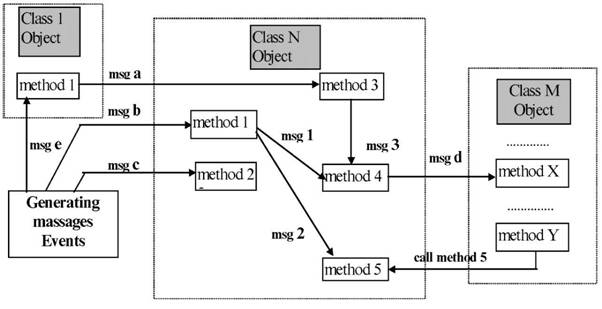 Class 1
Object
Class N
Object
method 1
msg a
method 3
Class M
Object
msg b
method 1
msg 1
msg 3
msg e
msg c
method 2
method 4
msg d
method X
Generating
massages
Events
msg 2
method Y
method 5
call method 5